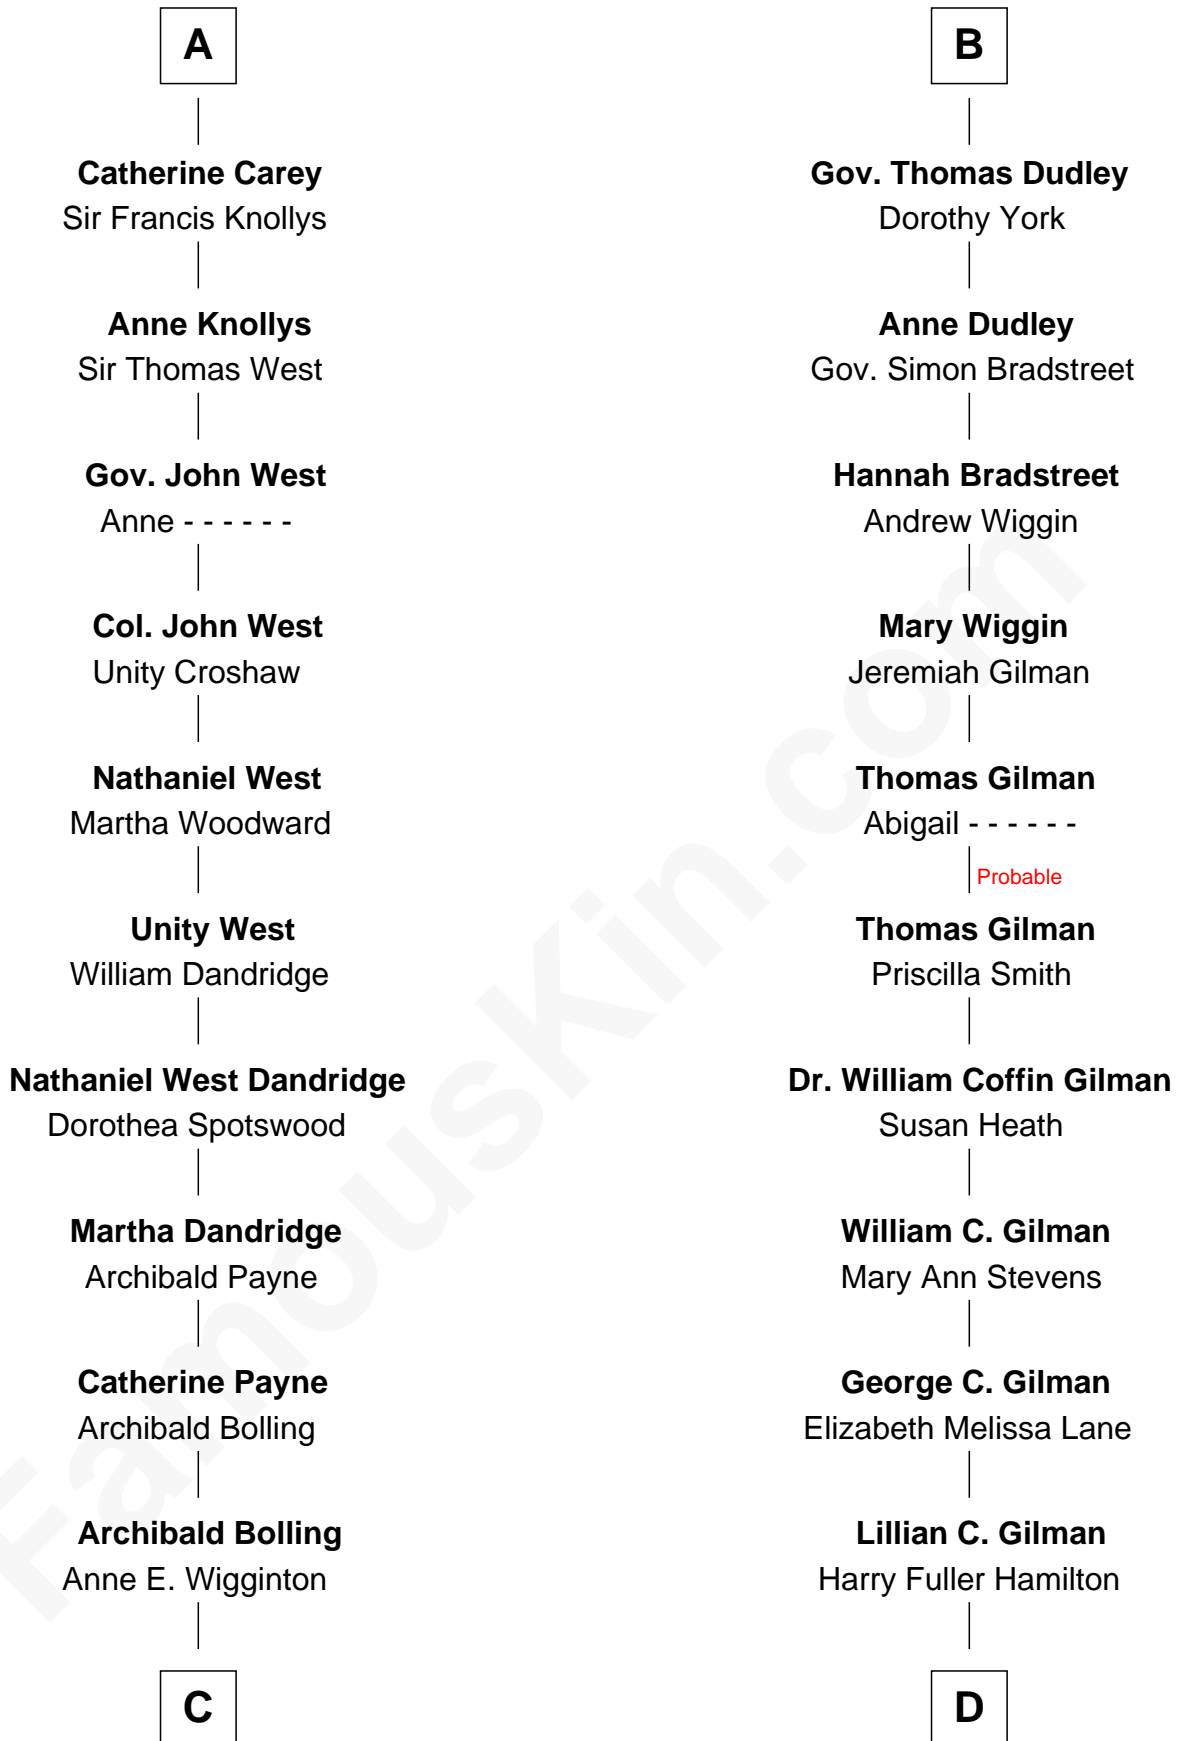 A
Catherine Carey
Sir Francis Knollys
Anne Knollys
Sir Thomas West
Gov. John West
Anne - - - - - -
Col. John West
Unity Croshaw
Nathaniel West
Martha Woodward
Unity West
William Dandridge
Nathaniel West Dandridge
Dorothea Spotswood
Martha Dandridge
Archibald Payne
Catherine Payne
Archibald Bolling
Archibald Bolling
Anne E. Wigginton
C
B
Gov. Thomas Dudley
Dorothy York
Anne Dudley
Gov. Simon Bradstreet
Hannah Bradstreet
Andrew Wiggin
Mary Wiggin
Jeremiah Gilman
Thomas Gilman
Abigail - - - - - -
Probable
Thomas Gilman
Priscilla Smith
Dr. William Coffin Gilman
Susan Heath
William C. Gilman
Mary Ann Stevens
George C. Gilman
Elizabeth Melissa Lane
Lillian C. Gilman
Harry Fuller Hamilton
D
FamousKin.com